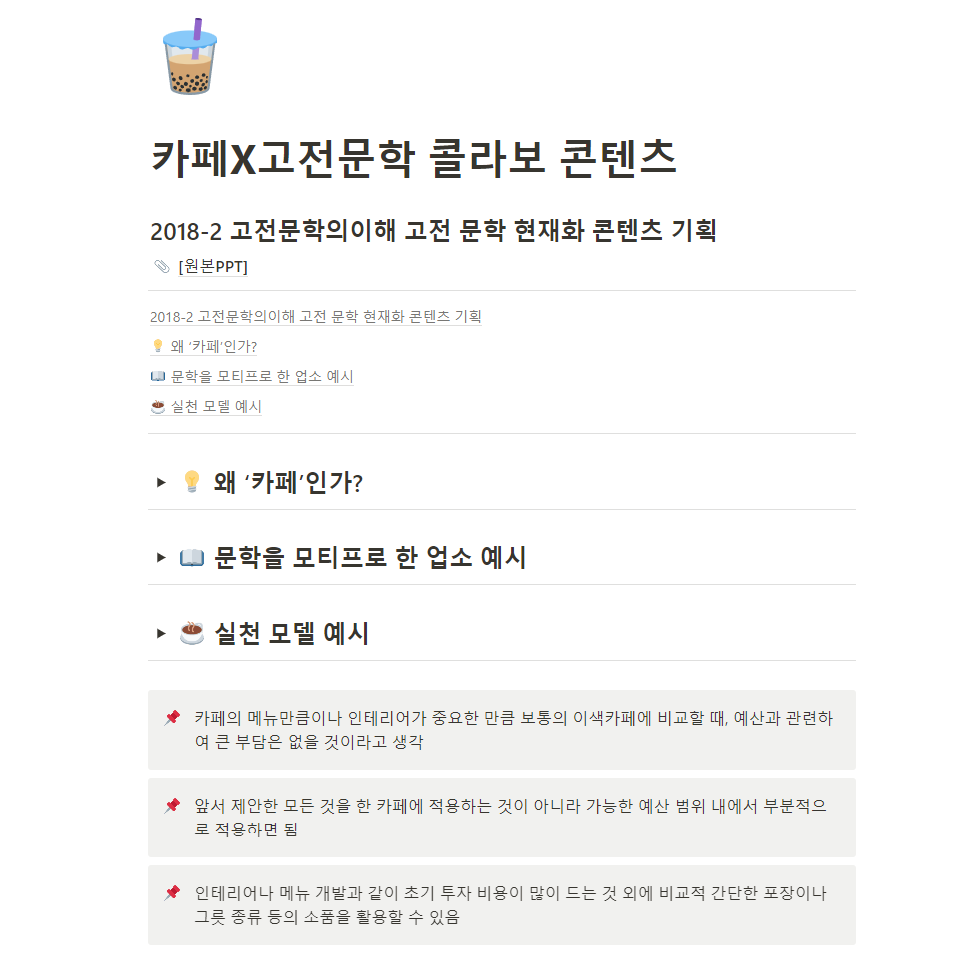 카페X고전문학 콜라보 콘텐츠
2018-2 고전문학의이해 고전 문학 현재화 콘텐츠 기획
[원본PPT]
2018-2 고전문학의이해 고전 문학 현재화 콘텐츠 기획
왜 ‘카페’인가?
문학을 모티프로 한 업소 예시
실천 모델 예시
왜 ‘카페’인가?
문학을 모티프로 한 업소 예시
실천 모델 예시
카페의 메뉴만큼이나 인테리어가 중요한 만큼 보통의 이색카페에 비교할 때, 예산과 관련하
여 큰 부담은 없을 것이라고 생각
앞서 제안한 모든 것을 한 카페에 적용하는 것이 아니라 가능한 예산 범위 내에서 부분적으
로 적용하면 됨
인테리어나 메뉴 개발과 같이 초기 투자 비용이 많이 드는 것 외에 비교적 간단한 포장이나
그릇 종류 등의 소품을 활용할 수 있음